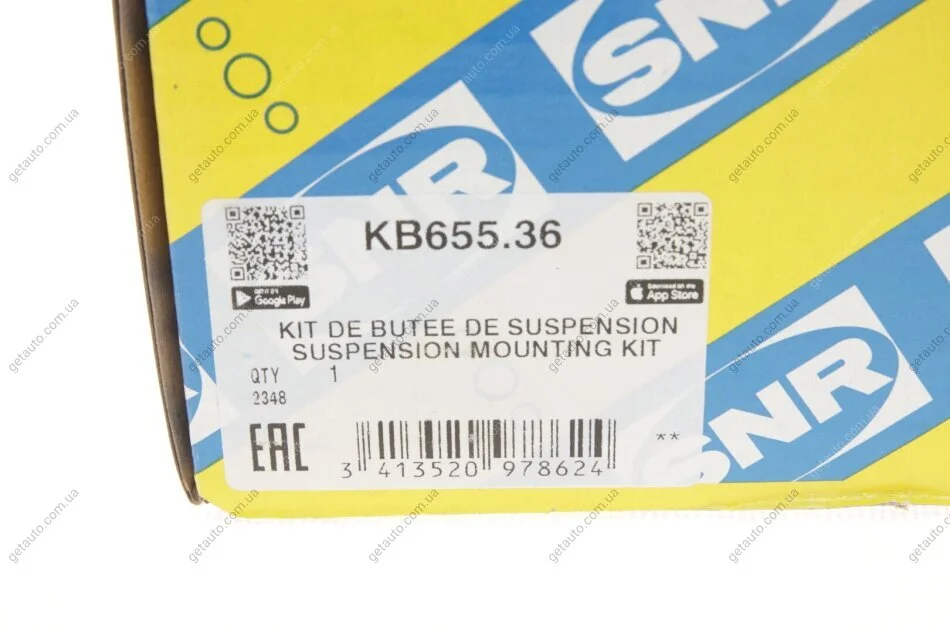 SNR
SNR
KB655.36
GET IT ON
Google Play
Download on the
App Store
KIT DE BUTEE DE SUSPENSION
SUSPENSION MOUNTING KIT
QTY 1
2348
EAC
3 413520 978624
**
SNR
getauto.com.ua